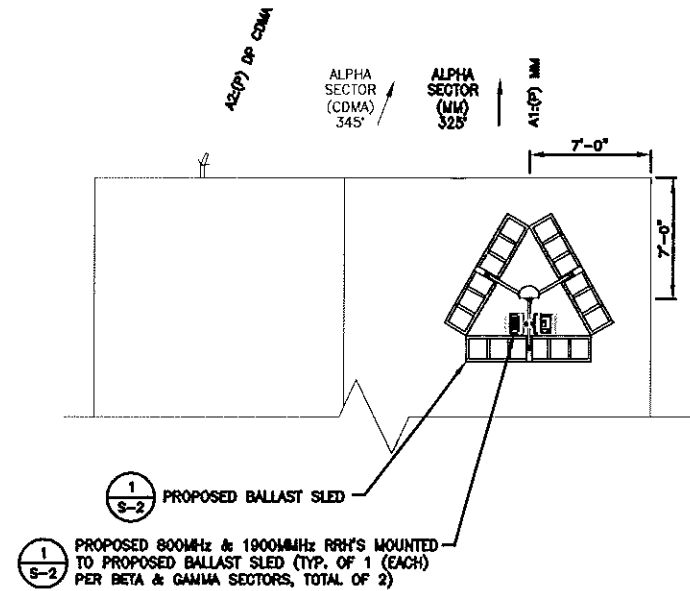 A2:(P) DP CDMA
ALPHA
SECTOR
(CDMA)
345°
ALPHA
SECTOR
(MM)
325°
A1:(P) MM
7'-0"
7'-0"
1
S-2
PROPOSED BALLAST SLED
1
S-2
PROPOSED 800MHz & 1900MMHz RRH'S MOUNTED
TO PROPOSED BALLAST SLED (TYP. OF 1 (EACH)
PER BETA & GAMMA SECTORS, TOTAL OF 2)